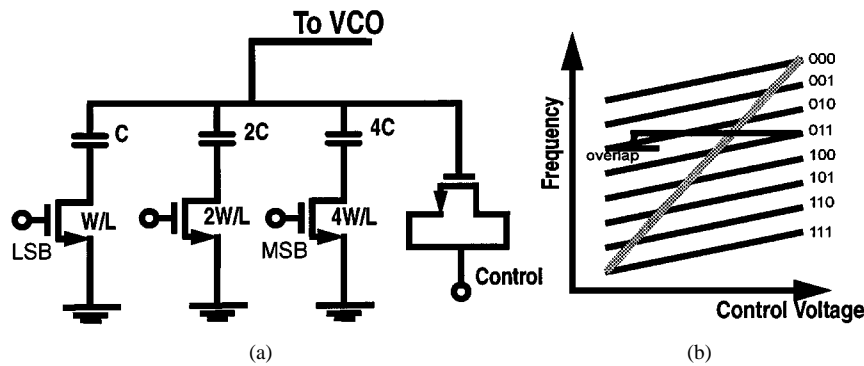 To VCO
C
2C
4C
W/L
2W/L
4W/L
LSB
MSB
Control
(a)
Frequency
overlap
000
001
010
011
100
101
110
111
Control Voltage
(b)